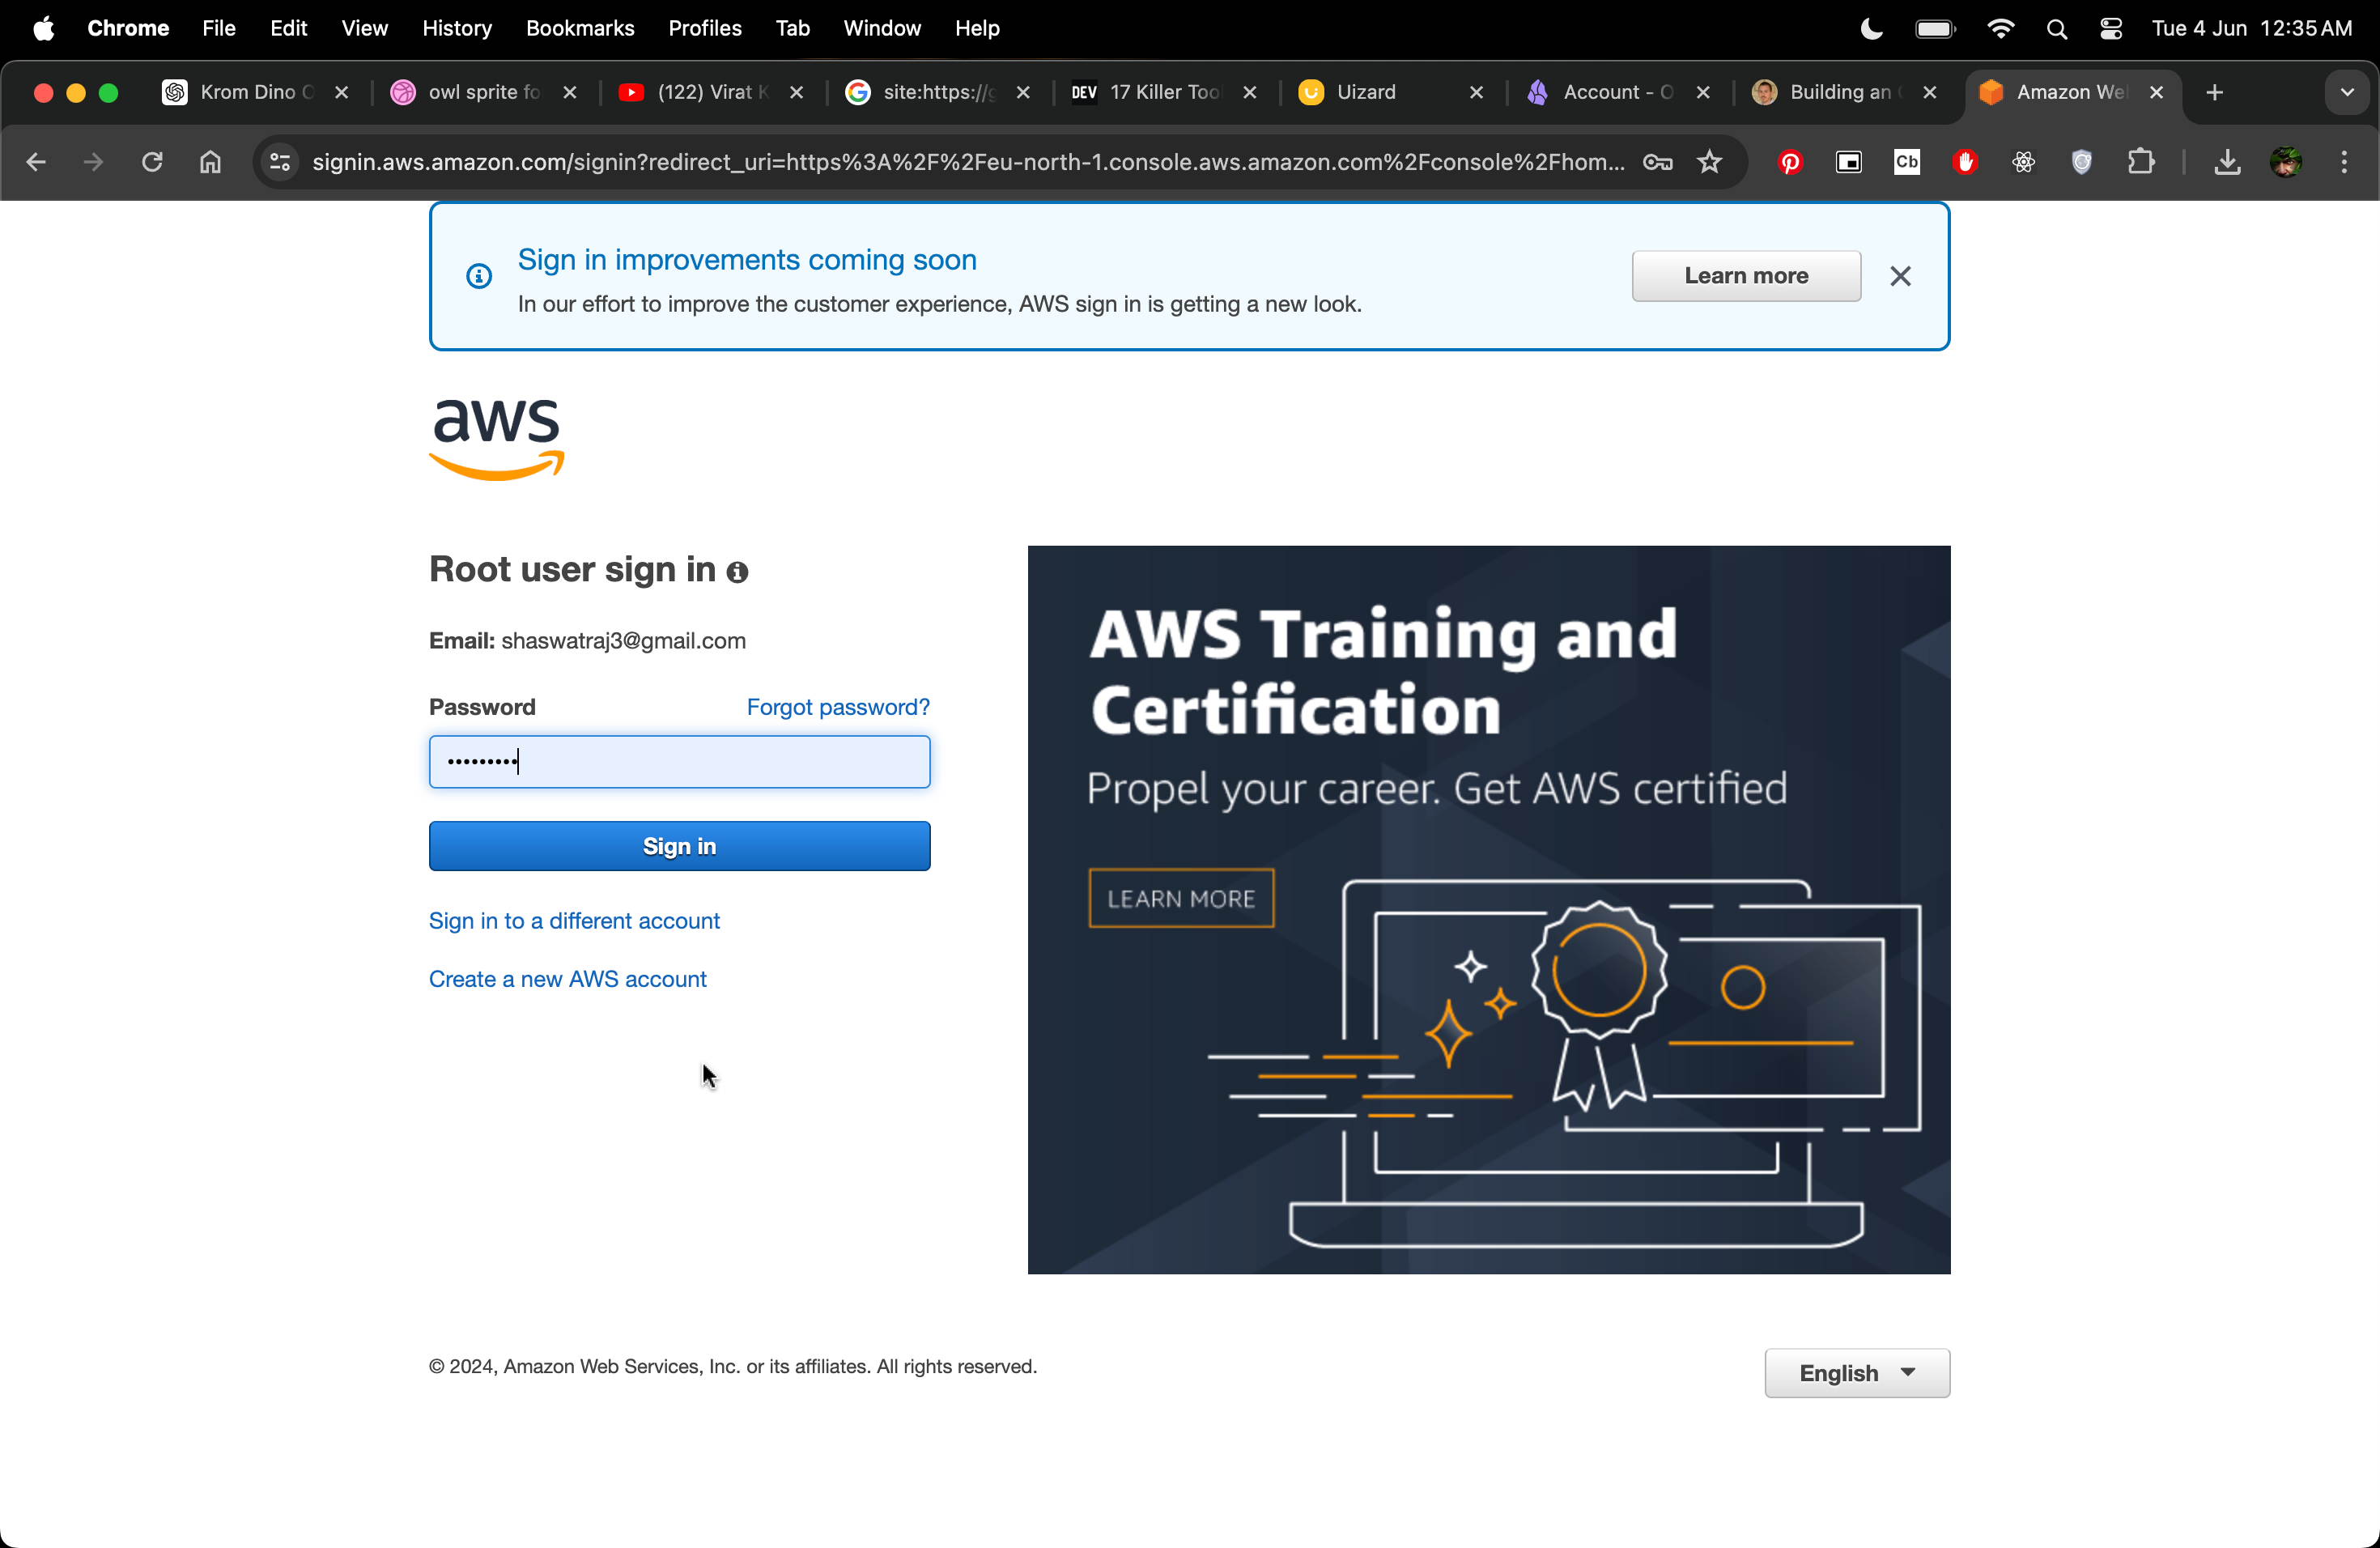 Chrome File Edit View History Bookmarks Profiles Tab Window Help Tue 4 Jun 12:35 AM
Krom Dino owl sprite (122) Virat site:https:// DEV 17 Killer Uizard Account - Building an Amazon
signin.aws.amazon.com/signin?redirect_uri=https%3A%2F%2Feu-north-1.console.aws.amazon.com%2Fconsole%2Fhom... Cb
Sign in improvements coming soon
In our effort to improve the customer experience, AWS sign in is getting a new look.
Learn more
aws
Root user sign in
Email: shaswatraj3@gmail.com
Password Forgot password?
Sign in
Sign in to a different account
Create a new AWS account
AWS Training and
Certification
Propel your career. Get AWS certified
LEARN MORE
© 2024, Amazon Web Services, Inc. or its affiliates. All rights reserved.
English